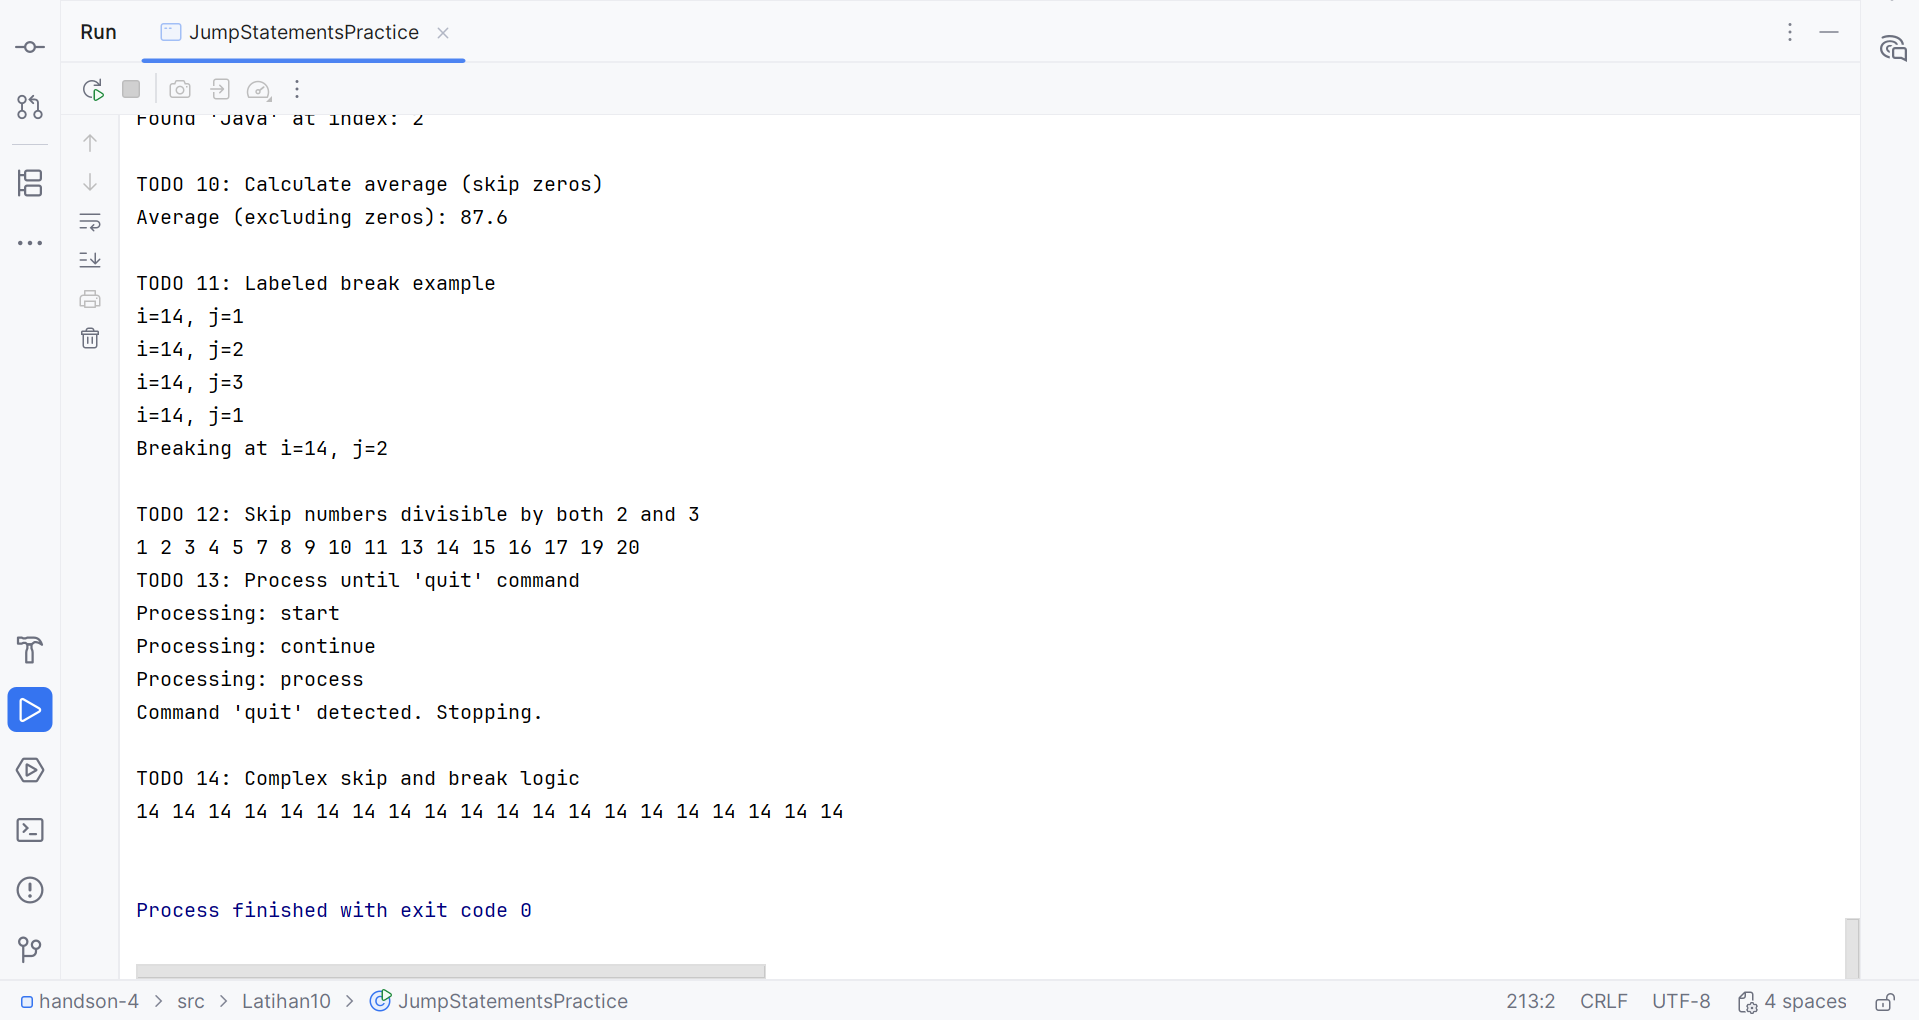 Run
JumpStatementsPractice
Found 'Java' at index: 2
TODO 10: Calculate average (skip zeros)
Average (excluding zeros): 87.6
TODO 11: Labeled break example
i=14, j=1
i=14, j=2
i=14, j=3
i=14, j=1
Breaking at i=14, j=2
TODO 12: Skip numbers divisible by both 2 and 3
1 2 3 4 5 7 8 9 10 11 13 14 15 16 17 19 20
TODO 13: Process until 'quit' command
Processing: start
Processing: continue
Processing: process
Command 'quit' detected. Stopping.
TODO 14: Complex skip and break logic
14 14 14 14 14 14 14 14 14 14 14 14 14 14 14 14 14 14 14 14
Process finished with exit code 0
handson-4 > src > Latihan10 > JumpStatementsPractice
213:2 CRLF UTF-8 4 spaces